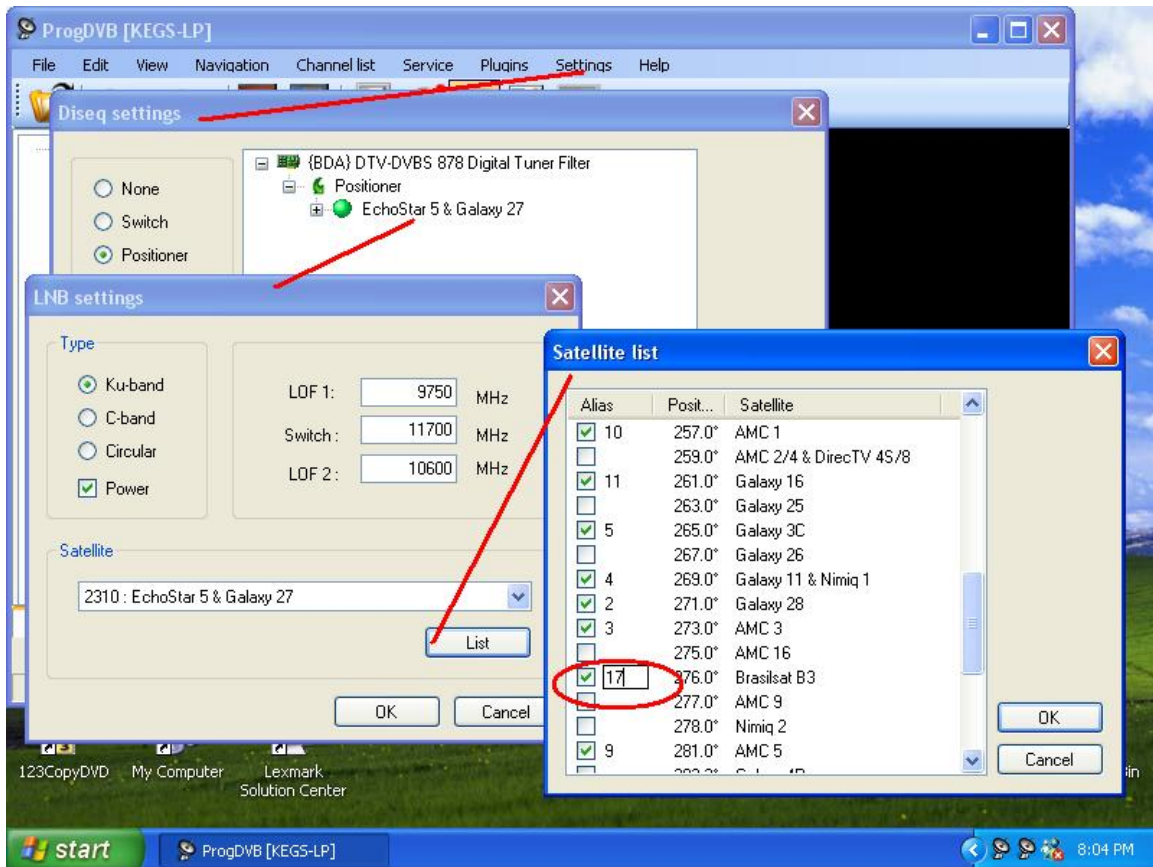 ProgDVB [KEGS-LP]
File Edit View Navigation Channel list Service Plugins Settings Help
Diseq settings
None
Switch
Positioner
{BDA} DTV-DVBS 878 Digital Tuner Filter
Positioner
EchoStar 5 & Galaxy 27
LNB settings
Type
Ku-band
C-band
Circular
Power
LOF 1: 9750 MHz
Switch : 11700 MHz
LOF 2 : 10600 MHz
Satellite
2310 : EchoStar 5 & Galaxy 27
List
OK Cancel
Satellite list
Alias Posit... Satellite
10 257.0° AMC 1
259.0° AMC 2/4 & DirecTV 4S/8
11 261.0° Galaxy 16
263.0° Galaxy 25
5 265.0° Galaxy 3C
267.0° Galaxy 26
4 269.0° Galaxy 11 & Nimiq 1
2 271.0° Galaxy 28
3 273.0° AMC 3
275.0° AMC 16
17 276.0° Brasilsat B3
277.0° AMC 9
278.0° Nimiq 2
9 281.0° AMC 5
OK
Cancel
123CopyDVD My Computer Lexmark
Solution Center
start ProgDVB [KEGS-LP] 8:04 PM